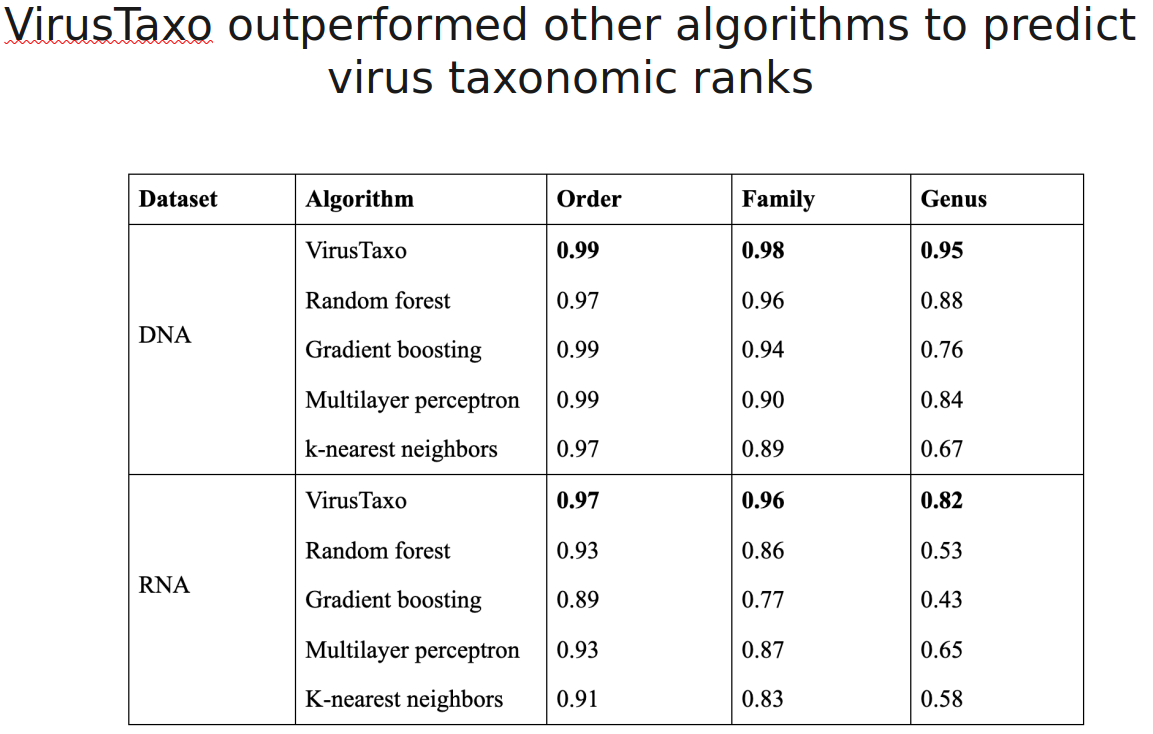 VirusTaxo outperformed other algorithms to predict
virus taxonomic ranks
Dataset Algorithm Order Family Genus
DNA
VirusTaxo 0.99 0.98 0.95
Random forest 0.97 0.96 0.88
Gradient boosting 0.99 0.94 0.76
Multilayer perceptron 0.99 0.90 0.84
k-nearest neighbors 0.97 0.89 0.67
RNA
VirusTaxo 0.97 0.96 0.82
Random forest 0.93 0.86 0.53
Gradient boosting 0.89 0.77 0.43
Multilayer perceptron 0.93 0.87 0.65
K-nearest neighbors 0.91 0.83 0.58